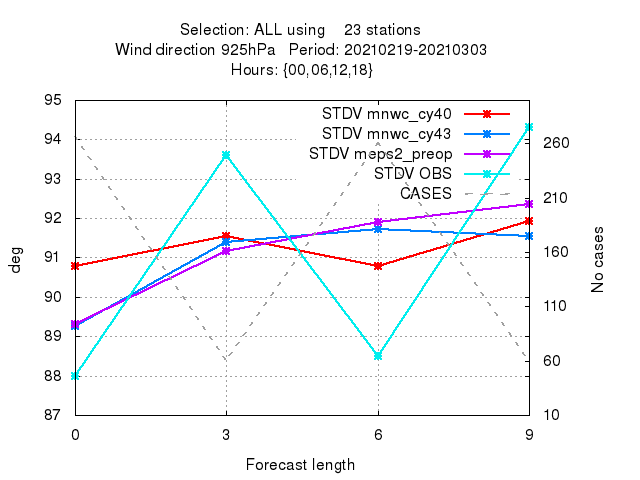 Selection: ALL using    23 stations
Wind direction 925hPa   Period: 20210219-20210303
Hours: {00,06,12,18}
STDV mnwc_cy40
STDV mnwc_cy43
STDV meps2_preop
STDV OBS
CASES
95
94
93
92
91
90
89
88
87
deg
260
210
160
110
60
10
No cases
0 3 6 9
Forecast length